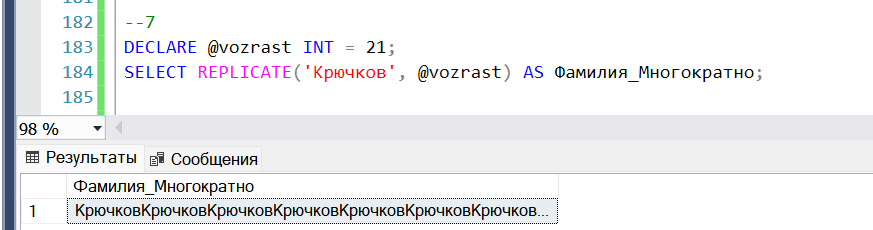 181
182 --7
183 DECLARE @vozrast INT = 21;
184 SELECT REPLICATE('Крючков', @vozrast) AS Фамилия_Многократно;
185
98 %
Результаты Сообщения
Фамилия_Многократно
1 КрючковКрючковКрючковКрючковКрючковКрючковКрючков...